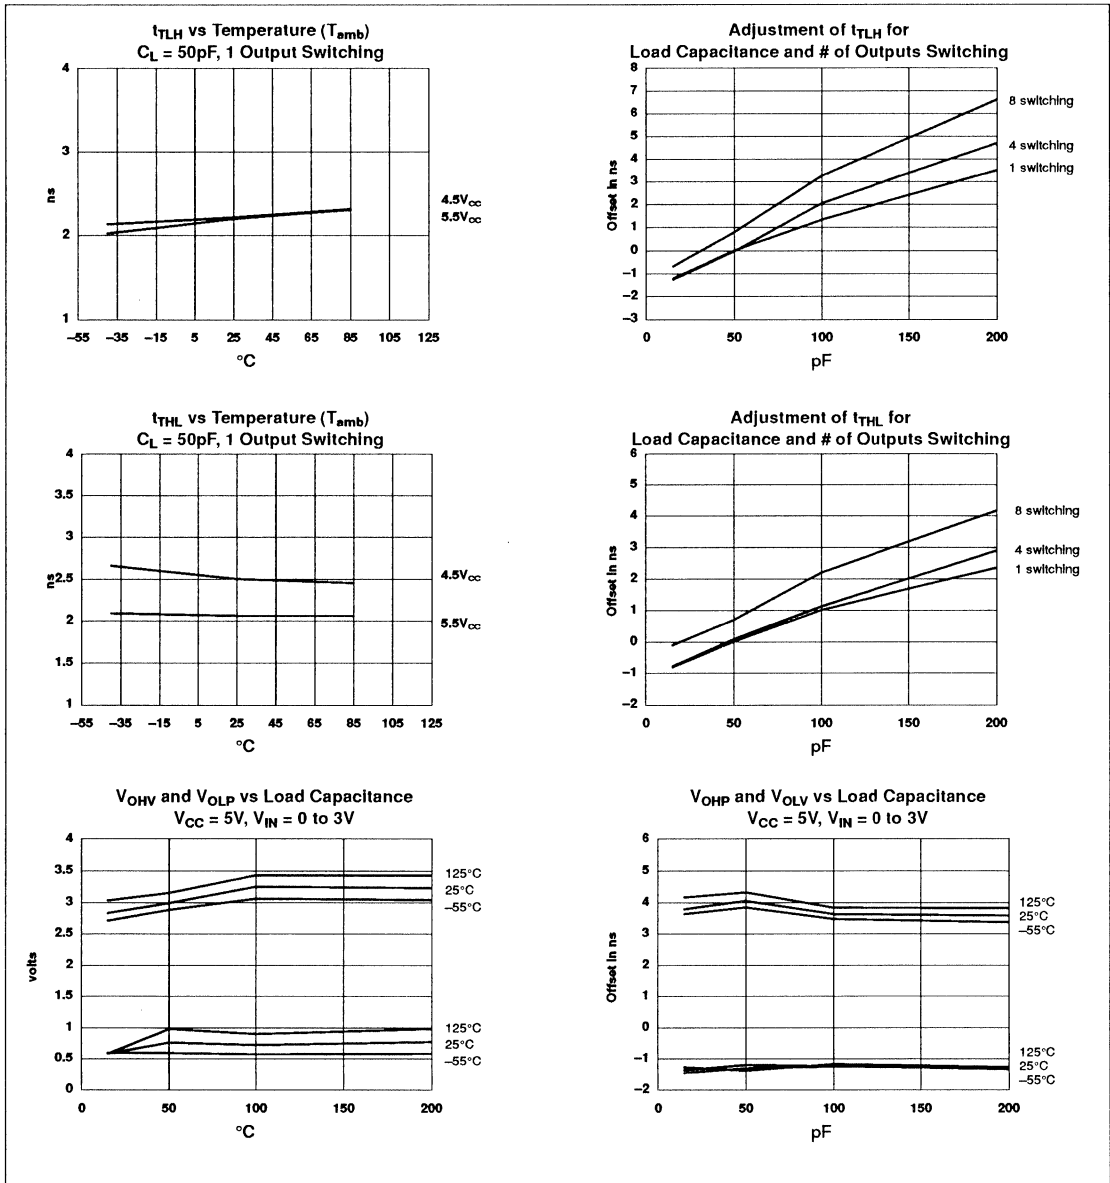 tTLH vs Temperature (Tamb)
CL = 50pF, 1 Output Switching
4
3
2
1
ns
4.5VCC
5.5VCC
–55 –35 –15 5 25 45 65 85 105 125
°C
Adjustment of tTLH for
Load Capacitance and # of Outputs Switching
8
7
6
5
4
3
2
1
0
–1
–2
–3
Offset in ns
8 switching
4 switching
1 switching
0 50 100 150 200
pF
tTHL vs Temperature (Tamb)
CL = 50pF, 1 Output Switching
4
3.5
3
2.5
2
1.5
1
ns
4.5VCC
5.5VCC
–55 –35 –15 5 25 45 65 85 105 125
°C
Adjustment of tTHL for
Load Capacitance and # of Outputs Switching
6
5
4
3
2
1
0
–1
–2
Offset in ns
8 switching
4 switching
1 switching
0 50 100 150 200
pF
VOHV and VOLP vs Load Capacitance
VCC = 5V, VIN = 0 to 3V
4
3.5
3
2.5
2
1.5
1
0.5
0
volts
125°C
25°C
–55°C
125°C
25°C
–55°C
0 50 100 150 200
°C
VOHP and VOLV vs Load Capacitance
VCC = 5V, VIN = 0 to 3V
6
5
4
3
2
1
0
–1
–2
Offset in ns
125°C
25°C
–55°C
125°C
25°C
–55°C
0 50 100 150 200
pF